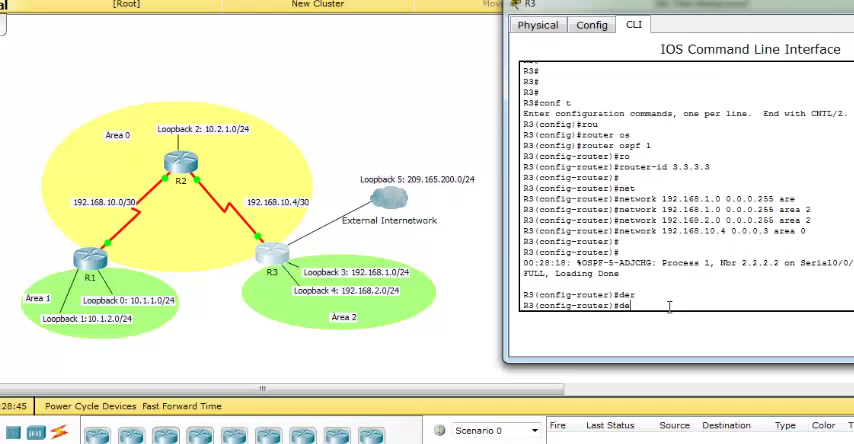 al
[Root]
New Cluster
Move
R3
Physical
Config
CLI
IOS Command Line Interface
R3#
R3#
R3#
R3#conf t
Enter configuration commands, one per line. End with CNTL/Z.
R3(config)#rou
R3(config)#router os
R3(config)#router ospf 1
R3(config-router)#ro
R3(config-router)#router-id 3.3.3.3
R3(config-router)#
R3(config-router)#net
R3(config-router)#network 192.168.1.0 0.0.0.255 are
R3(config-router)#network 192.168.1.0 0.0.0.255 area 2
R3(config-router)#network 192.168.2.0 0.0.0.255 area 2
R3(config-router)#network 192.168.10.4 0.0.0.3 area 0
R3(config-router)#
R3(config-router)#
00:28:18: %OSPF-5-ADJCHG: Process 1, Nbr 2.2.2.2 on Serial0/0/
FULL, Loading Done
R3(config-router)#der
R3(config-router)#de
Loopback 2: 10.2.1.0/24
Area 0
R2
Loopback 5: 209.165.200.0/24
192.168.10.0/30
192.168.10.4/30
External Internetwork
R1
R3
Loopback 3: 192.168.1.0/24
Loopback 4: 192.168.2.0/24
Area 1
Loopback 0: 10.1.1.0/24
Loopback 1:10.1.2.0/24
Area 2
:28:45
Power Cycle Devices Fast Forward Time
Scenario 0
Fire
Last Status
Source
Destination
Type
Color
T